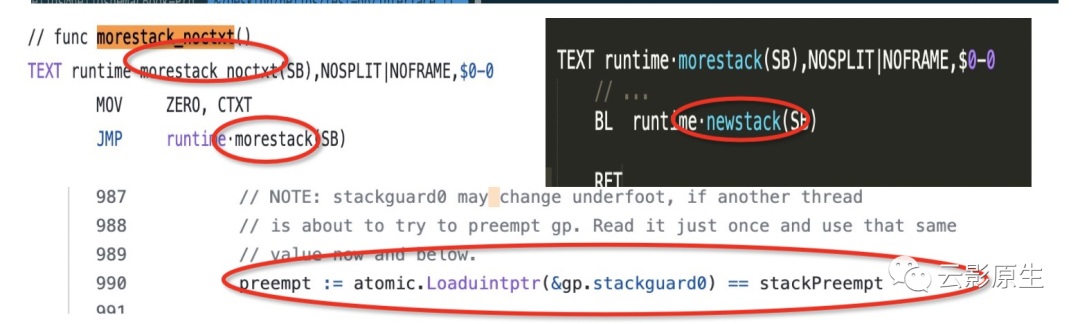 // func morestack_noctxt()
TEXT runtime·morestack_noctxt(SB),NOSPLIT|NOFRAME,$0-0
MOV ZERO, CTXT
JMP runtime·morestack(SB)
TEXT runtime·morestack(SB),NOSPLIT|NOFRAME,$0-0
// ...
BL runtime·newstack(SB)
RET
987 // NOTE: stackguard0 may change underfoot, if another thread
988 // is about to try to preempt gp. Read it just once and use that same
989 // value now and below.
990 preempt := atomic.Loaduintptr(&gp.stackguard0) == stackPreempt
991
云影原生